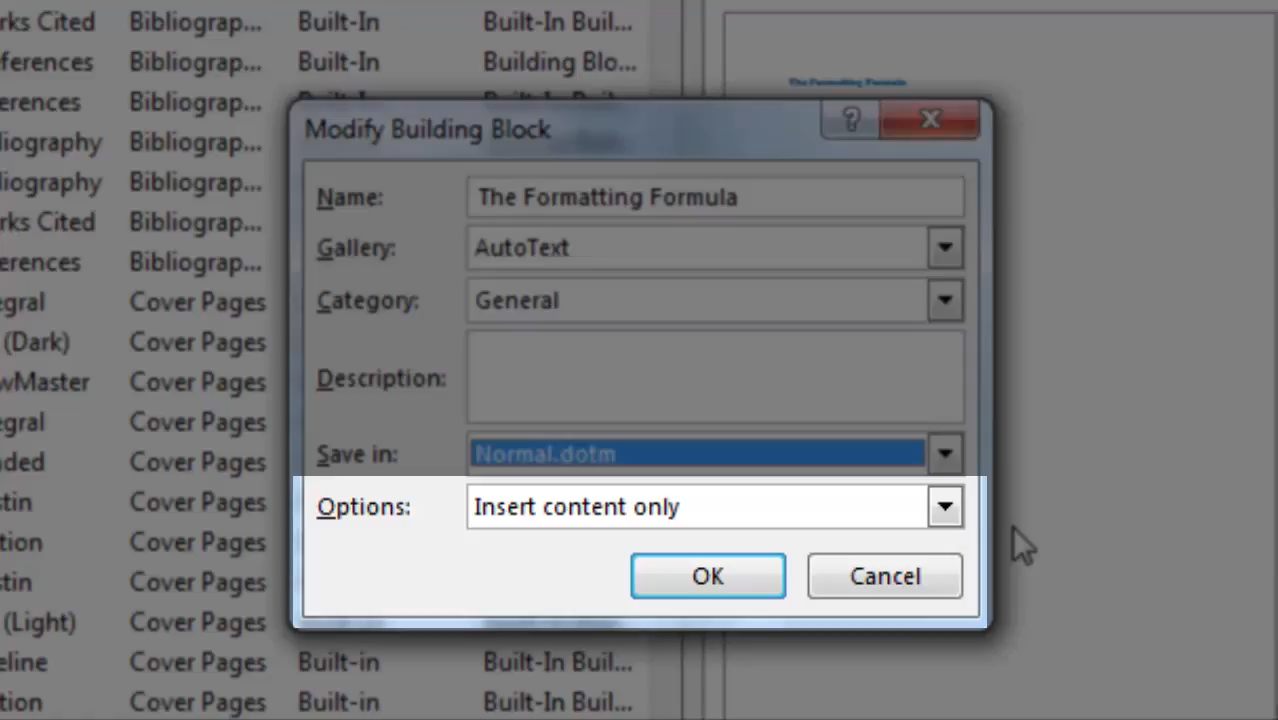 rks Cited Bibliograp... Built-In Built-In Buil...
ferences Bibliograp... Built-In Building Blo...
erences Bibliograp...
The Formatting Formula
Modify Building Block
?
liography Bibliograp...
liography Bibliograp...
Name: The Formatting Formula
rks Cited Bibliograp...
Gallery: AutoText
erences Bibliograp...
Category: General
egral Cover Pages
(Dark) Cover Pages
Description:
wMaster Cover Pages
egral Cover Pages
Save in: Normal.dotm
ded Cover Pages
Options: Insert content only
stin Cover Pages
tion Cover Pages
OK Cancel
stin Cover Pages
(Light) Cover Pages
eline Cover Pages Built-in Built-In Buil...
tion Cover Pages Built-in Built-In Buil...